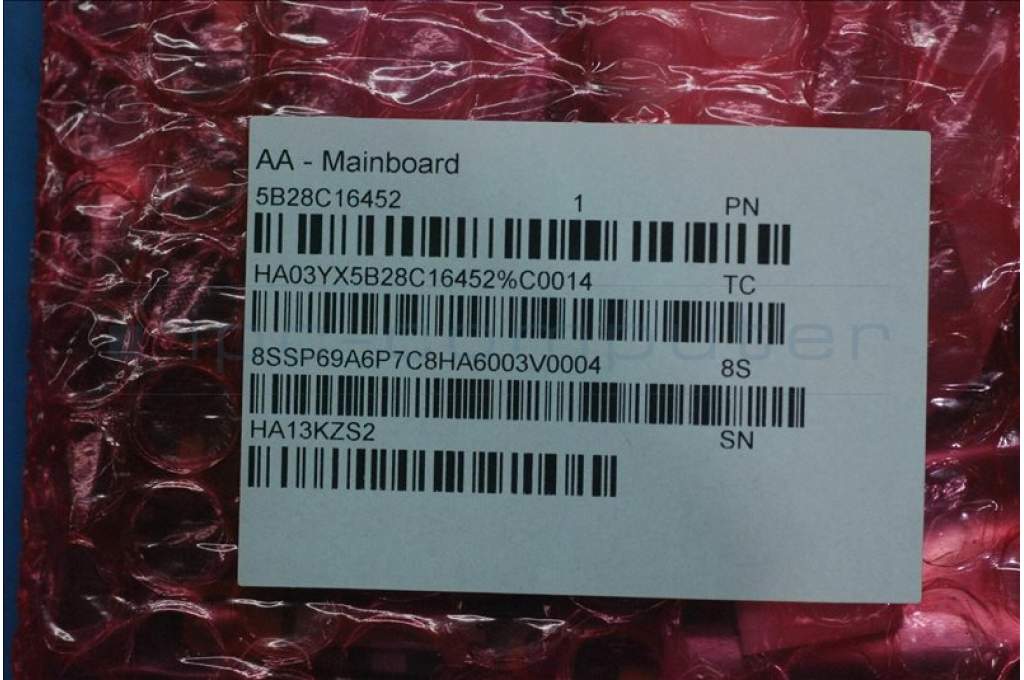 AA - Mainboard
5B28C16452 1 PN
HA03YX5B28C16452%C0014 TC
8SSP69A6P7C8HA6003V0004 8S
HA13KZS2 SN